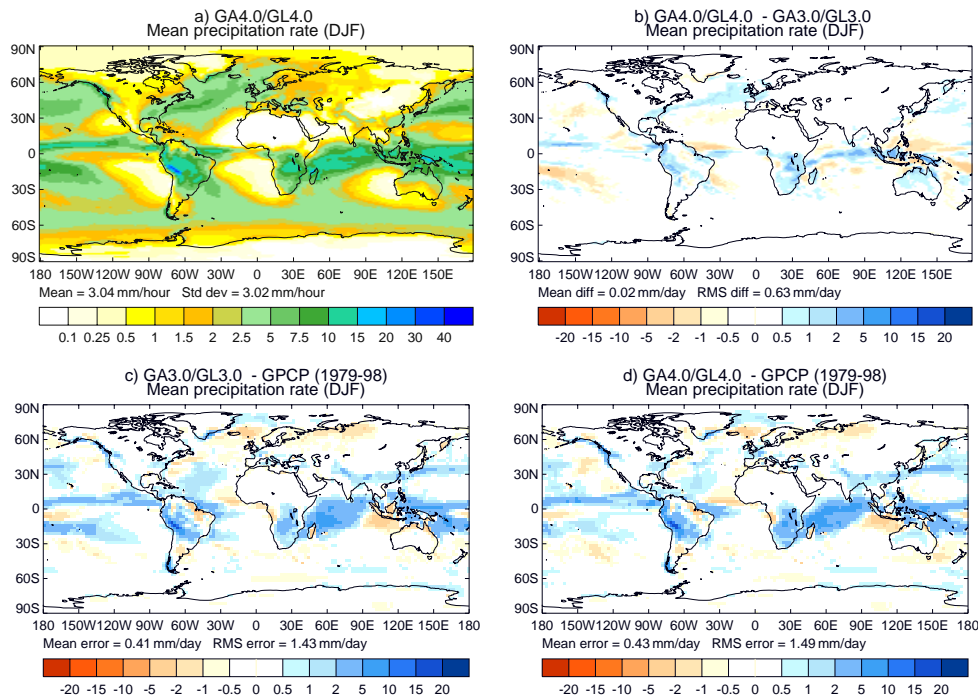 a) GA4.0/GL4.0
Mean precipitation rate (DJF)
90N
60N
30N
0
30S
60S
90S
180 150W 120W 90W 60W 30W 0 30E 60E 90E 120E 150E 180
Mean = 3.04 mm/hour Std dev = 3.02 mm/hour
0.1 0.25 0.5 1 1.5 2 2.5 5 7.5 10 15 20 30 40
b) GA4.0/GL4.0 - GA3.0/GL3.0
Mean precipitation rate (DJF)
90N
60N
30N
0
30S
60S
90S
180 150W 120W 90W 60W 30W 0 30E 60E 90E 120E 150E 180
Mean diff = 0.02 mm/day RMS diff = 0.63 mm/day
-20 -15 -10 -5 -2 -1 -0.5 0 0.5 1 2 5 10 15 20
c) GA3.0/GL3.0 - GPCP (1979-98)
Mean precipitation rate (DJF)
90N
60N
30N
0
30S
60S
90S
180 150W 120W 90W 60W 30W 0 30E 60E 90E 120E 150E 180
Mean error = 0.41 mm/day RMS error = 1.43 mm/day
-20 -15 -10 -5 -2 -1 -0.5 0 0.5 1 2 5 10 15 20
d) GA4.0/GL4.0 - GPCP (1979-98)
Mean precipitation rate (DJF)
90N
60N
30N
0
30S
60S
90S
180 150W 120W 90W 60W 30W 0 30E 60E 90E 120E 150E 180
Mean error = 0.43 mm/day RMS error = 1.49 mm/day
-20 -15 -10 -5 -2 -1 -0.5 0 0.5 1 2 5 10 15 20